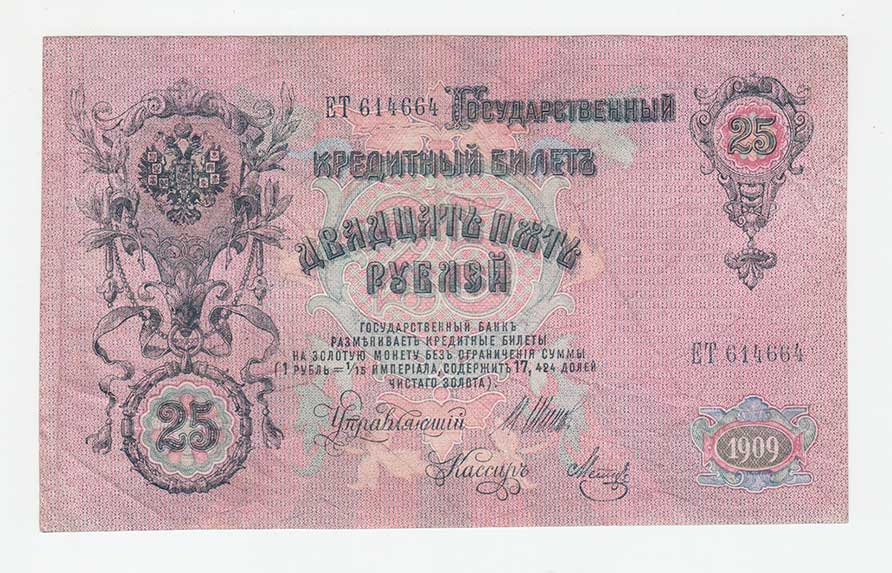 ЕТ 614664 Государственный
25
Кредитный Билетъ
Двадцать пять
рублей
Государственный банкъ
размѣниваетъ кредитные билеты
на золотую монету безъ ограниченія суммы
(1 рубль = 1/15 имперіала, содержитъ 17,424 долей
чистаго золота).
ЕТ 614664
25
Управляющій
Кассиръ
1909